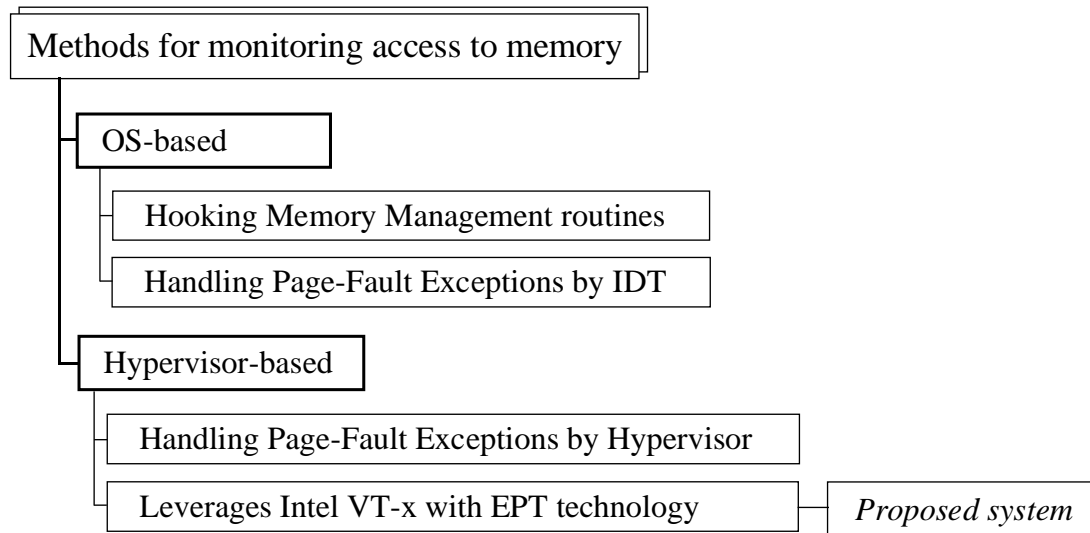 Methods for monitoring access to memory
OS-based
Hooking Memory Management routines
Handling Page-Fault Exceptions by IDT
Hypervisor-based
Handling Page-Fault Exceptions by Hypervisor
Leverages Intel VT-x with EPT technology
Proposed system